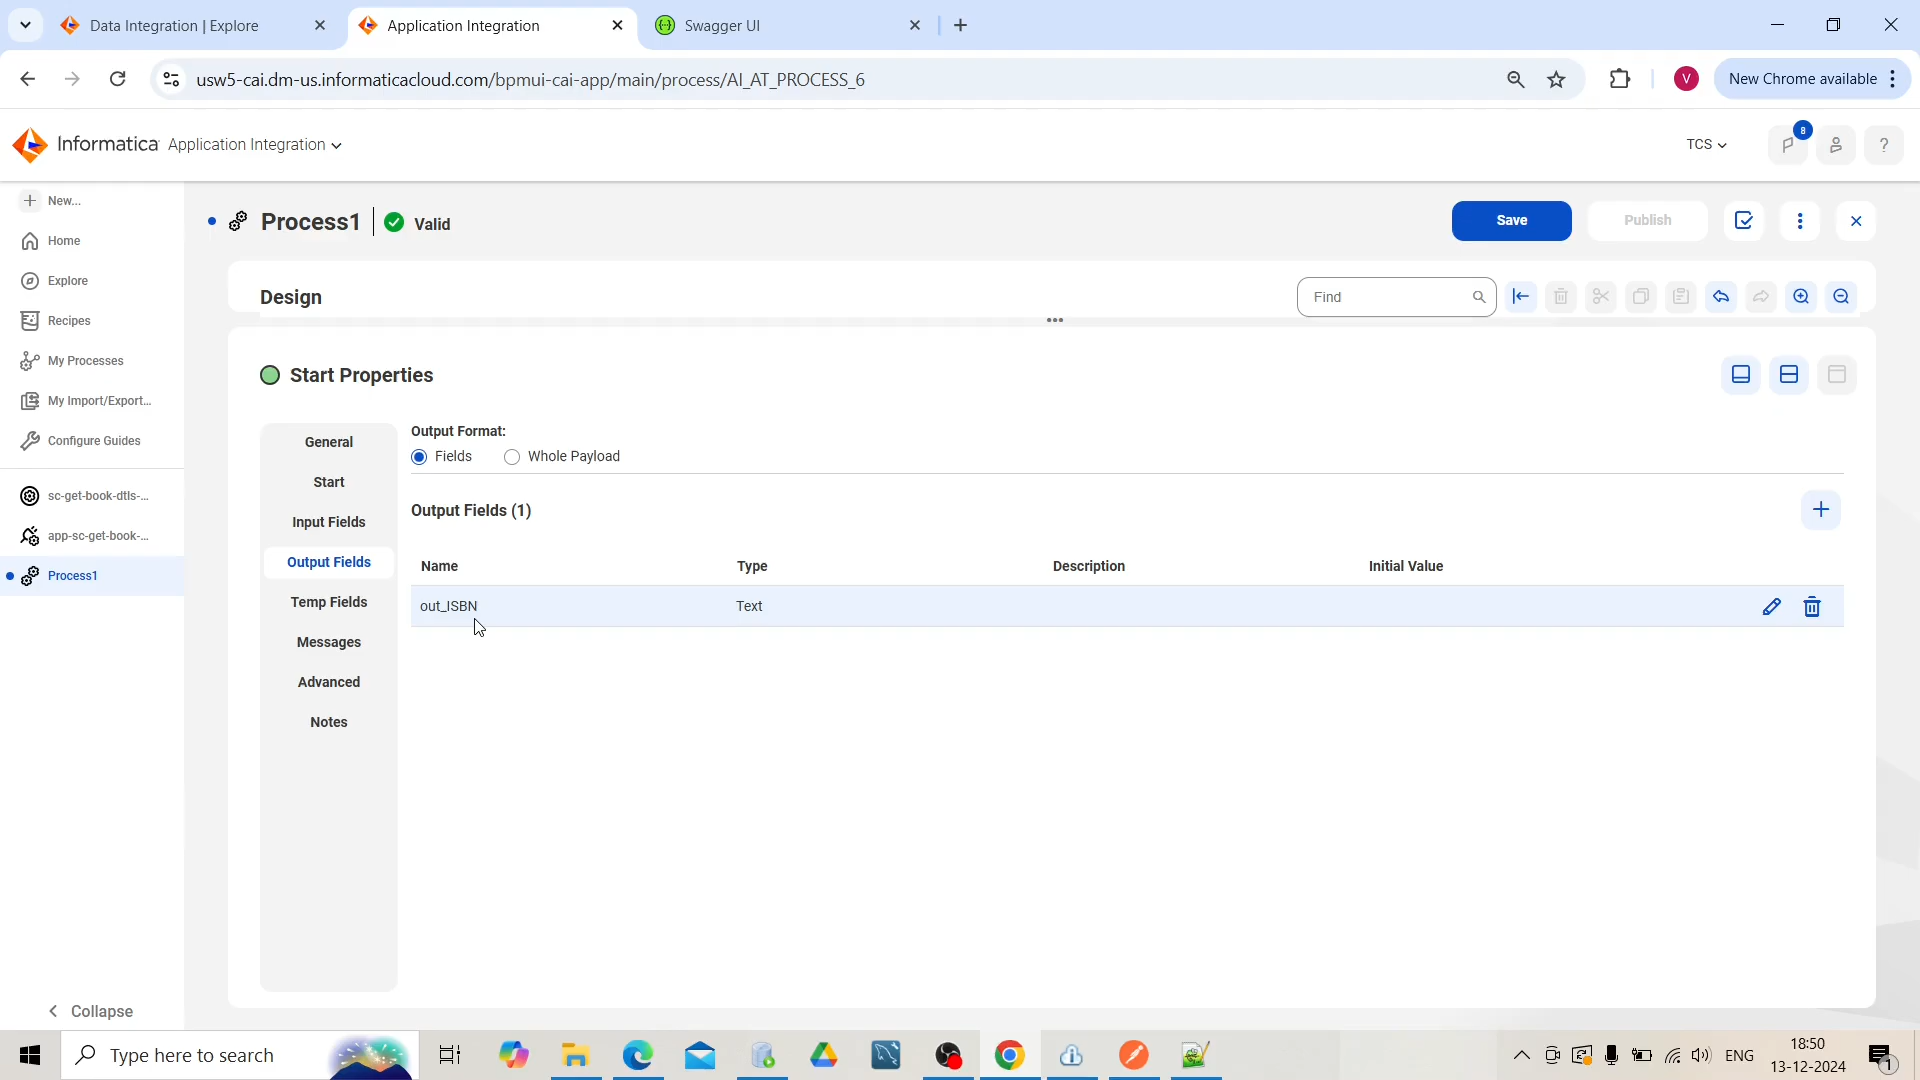 Data Integration | Explore
Application Integration
Swagger UI
usw5-cai.dm-us.informaticacloud.com/bpmui-cai-app/main/process/AI_AT_PROCESS_6
V
New Chrome available
Informatica Application Integration
TCS
8
?
New...
Home
Explore
Recipes
My Processes
My Import/Export...
Configure Guides
sc-get-book-dtls-...
app-sc-get-book-...
Process1
Collapse
Process1
Valid
Save
Publish
Design
Find
Start Properties
General
Start
Input Fields
Output Fields
Temp Fields
Messages
Advanced
Notes
Output Format:
Fields
Whole Payload
Output Fields (1)
Name Type Description Initial Value
out_ISBN Text
Type here to search
ENG
18:50
13-12-2024
1